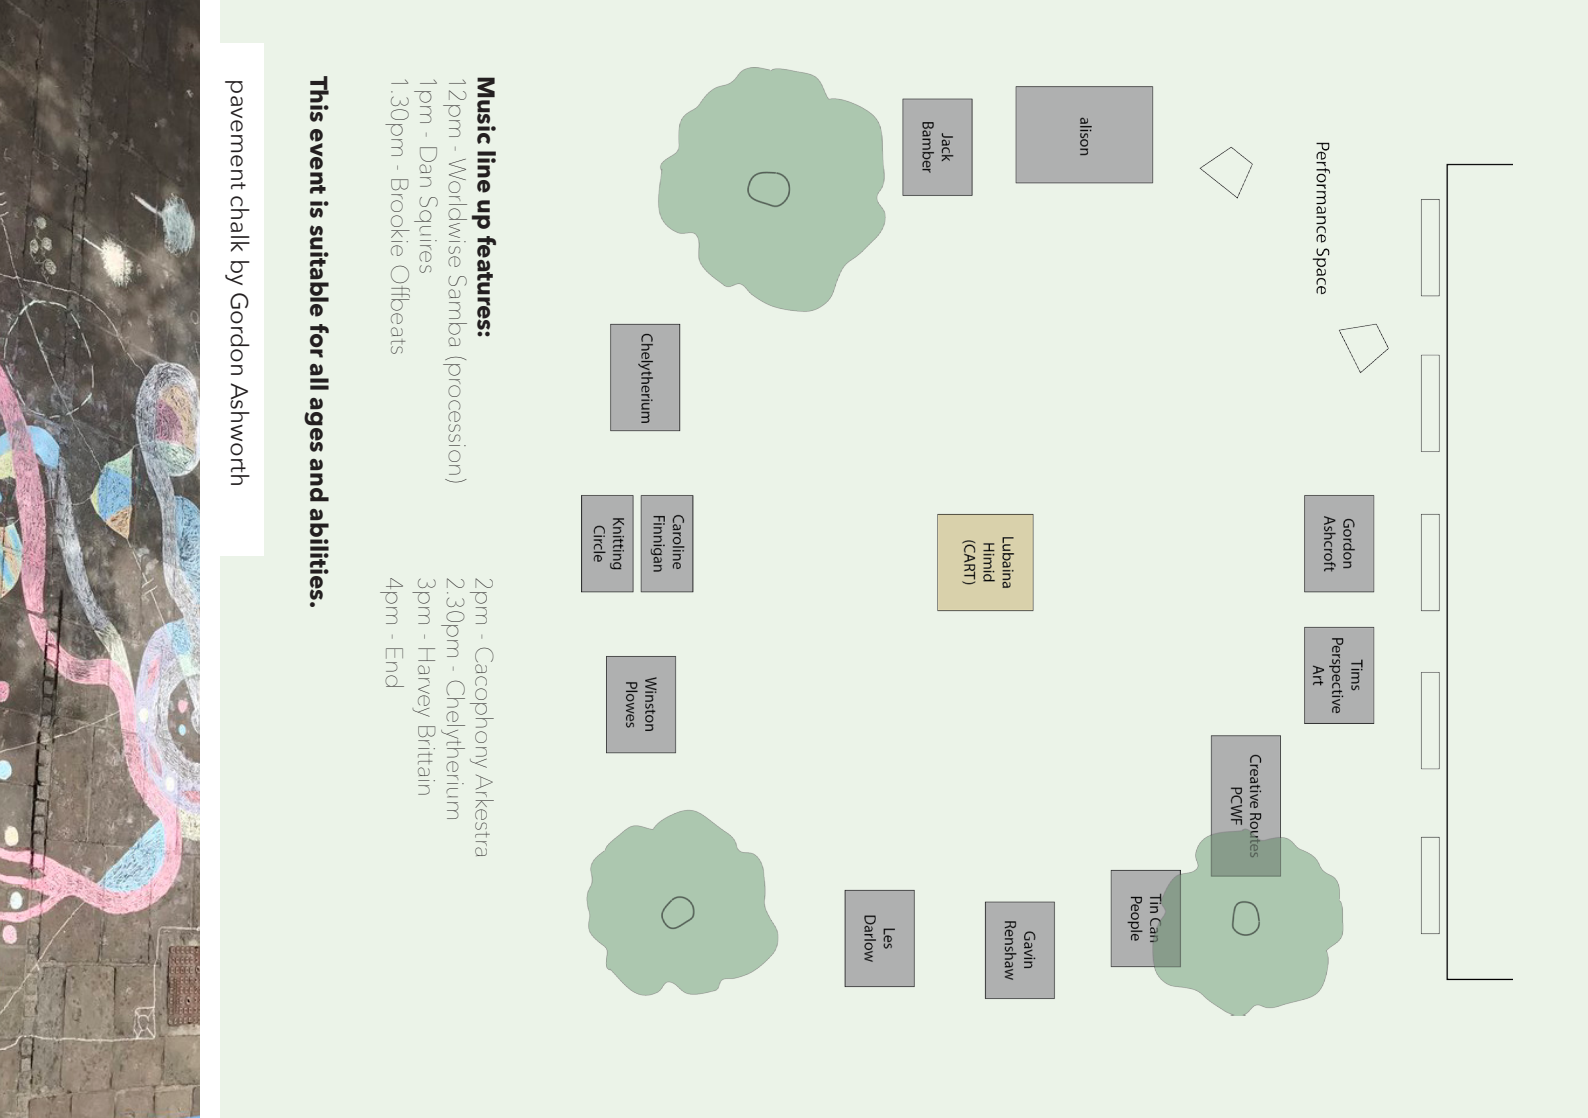 Performance Space
alison
Jack
Bamber
Gordon
Ashcroft
Tims
Perspective
Art
Creative Routes
PCWF
Tin Can
People
Lubaina
Himid
(CART)
Gavin
Renshaw
Les
Darlow
Chelytherium
Caroline
Finnigan
Knitting
Circle
Winston
Plowes
Music line up features:
12pm - Worldwise Samba (procession)
1pm - Dan Squires
1.30pm - Brookie Offbeats
2pm - Cacophony Arkestra
2.30pm - Chelytherium
3pm - Harvey Brittain
4pm - End
This event is suitable for all ages and abilities.
pavement chalk by Gordon Ashworth